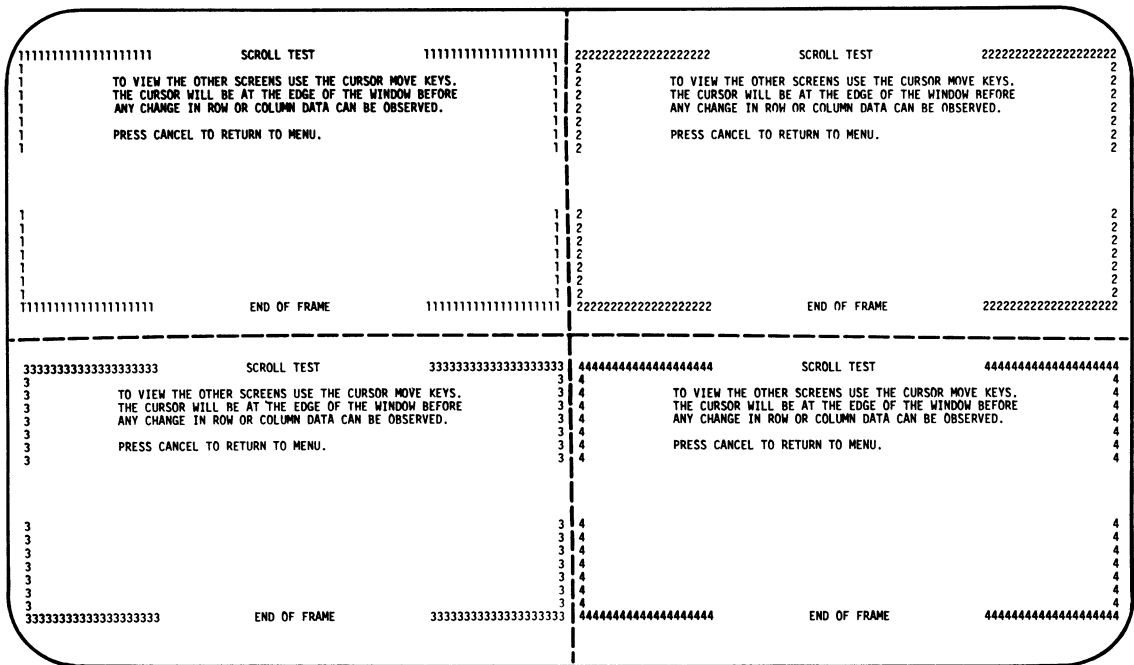 11111111111111111111 SCROLL TEST 11111111111111111111
1 1
1 TO VIEW THE OTHER SCREENS USE THE CURSOR MOVE KEYS. 1
1 THE CURSOR WILL BE AT THE EDGE OF THE WINDOW BEFORE 1
1 ANY CHANGE IN ROW OR COLUMN DATA CAN BE OBSERVED. 1
1 1
1 PRESS CANCEL TO RETURN TO MENU. 1
1 1
1 1
1 1
1 1
1 1
1 1
1 1
1 1
11111111111111111111 END OF FRAME 11111111111111111111
22222222222222222222 SCROLL TEST 22222222222222222222
2 2
2 TO VIEW THE OTHER SCREENS USE THE CURSOR MOVE KEYS. 2
2 THE CURSOR WILL BE AT THE EDGE OF THE WINDOW BEFORE 2
2 ANY CHANGE IN ROW OR COLUMN DATA CAN BE OBSERVED. 2
2 2
2 PRESS CANCEL TO RETURN TO MENU. 2
2 2
2 2
2 2
2 2
2 2
2 2
2 2
2 2
22222222222222222222 END OF FRAME 22222222222222222222
33333333333333333333 SCROLL TEST 33333333333333333333
3 3
3 TO VIEW THE OTHER SCREENS USE THE CURSOR MOVE KEYS. 3
3 THE CURSOR WILL BE AT THE EDGE OF THE WINDOW BEFORE 3
3 ANY CHANGE IN ROW OR COLUMN DATA CAN BE OBSERVED. 3
3 3
3 PRESS CANCEL TO RETURN TO MENU. 3
3 3
3 3
3 3
3 3
3 3
3 3
3 3
3 3
33333333333333333333 END OF FRAME 33333333333333333333
44444444444444444444 SCROLL TEST 44444444444444444444
4 4
4 TO VIEW THE OTHER SCREENS USE THE CURSOR MOVE KEYS. 4
4 THE CURSOR WILL BE AT THE EDGE OF THE WINDOW BEFORE 4
4 ANY CHANGE IN ROW OR COLUMN DATA CAN BE OBSERVED. 4
4 4
4 PRESS CANCEL TO RETURN TO MENU. 4
4 4
4 4
4 4
4 4
4 4
4 4
4 4
4 4
44444444444444444444 END OF FRAME 44444444444444444444